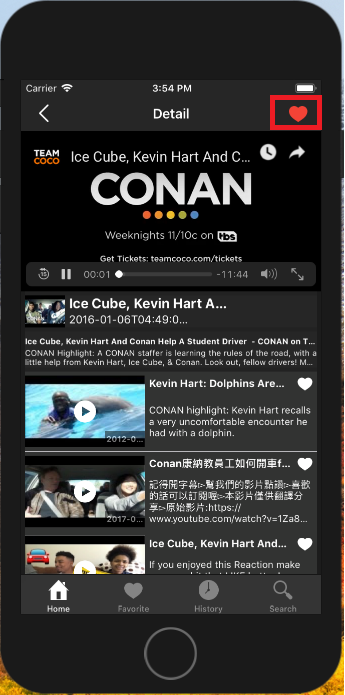 Carrier
3:54 PM
Detail
TEAM
COCO
Ice Cube, Kevin Hart And C...
CONAN
Weeknights 11/10c on tbs
Get Tickets: teamcoco.com/tickets
15
00:01
-11:44
Ice Cube, Kevin Hart A...
2016-01-06T04:49:0...
Ice Cube, Kevin Hart And Conan Help A Student Driver - CONAN on T...
CONAN Highlight: A CONAN staffer is learning the rules of the road, with a
little help from Kevin Hart, Ice Cube, & Conan. Look out, fellow drivers! M...
Kevin Hart: Dolphins Are...
CONAN highlight: Kevin Hart recalls
a very uncomfortable encounter he
had with a dolphin.
2012-0...
Conan康納教員工如何開車f...
記得開字幕▷幫我們的影片點讚▷喜歡
的話可以訂閱喔▷本影片僅供翻譯分
享▷原始影片:https://
www.youtube.com/watch?v=1Za8...
2017-0...
Ice Cube, Kevin Hart And...
If you enjoyed this Reaction make
Home
Favorite
History
Search